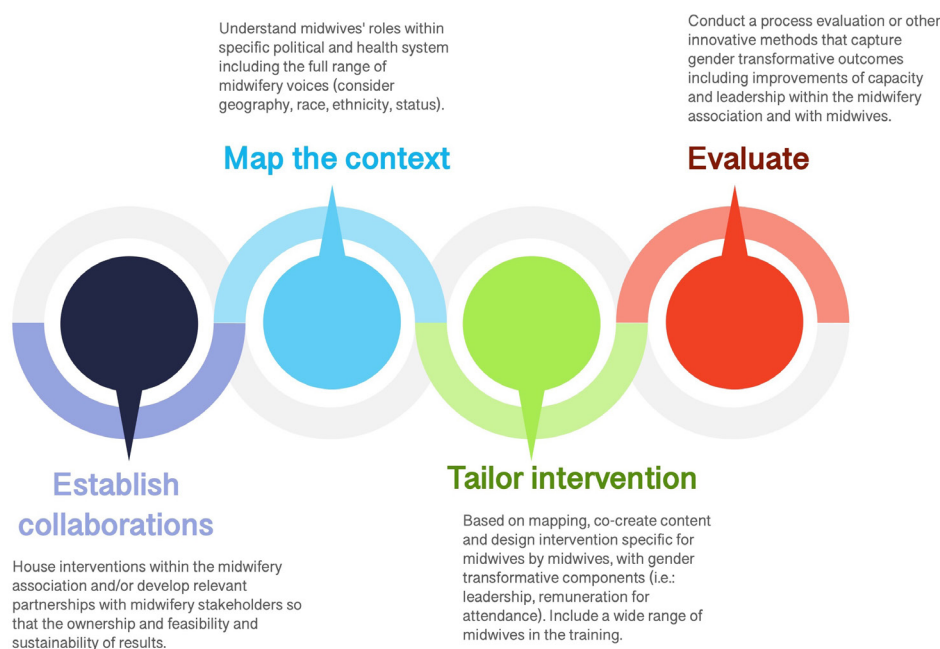 Establish
collaborations
House interventions within the midwifery
association and/or develop relevant
partnerships with midwifery stakeholders so
that the ownership and feasibility and
sustainability of results.
Understand midwives' roles within
specific political and health system
including the full range of
midwifery voices (consider
geography, race, ethnicity, status).
Map the context
Tailor intervention
Based on mapping, co-create content
and design intervention specific for
midwives by midwives, with gender
transformative components (i.e.:
leadership, remuneration for
attendance). Include a wide range of
midwives in the training.
Conduct a process evaluation or other
innovative methods that capture
gender transformative outcomes
including improvements of capacity
and leadership within the midwifery
association and with midwives.
Evaluate